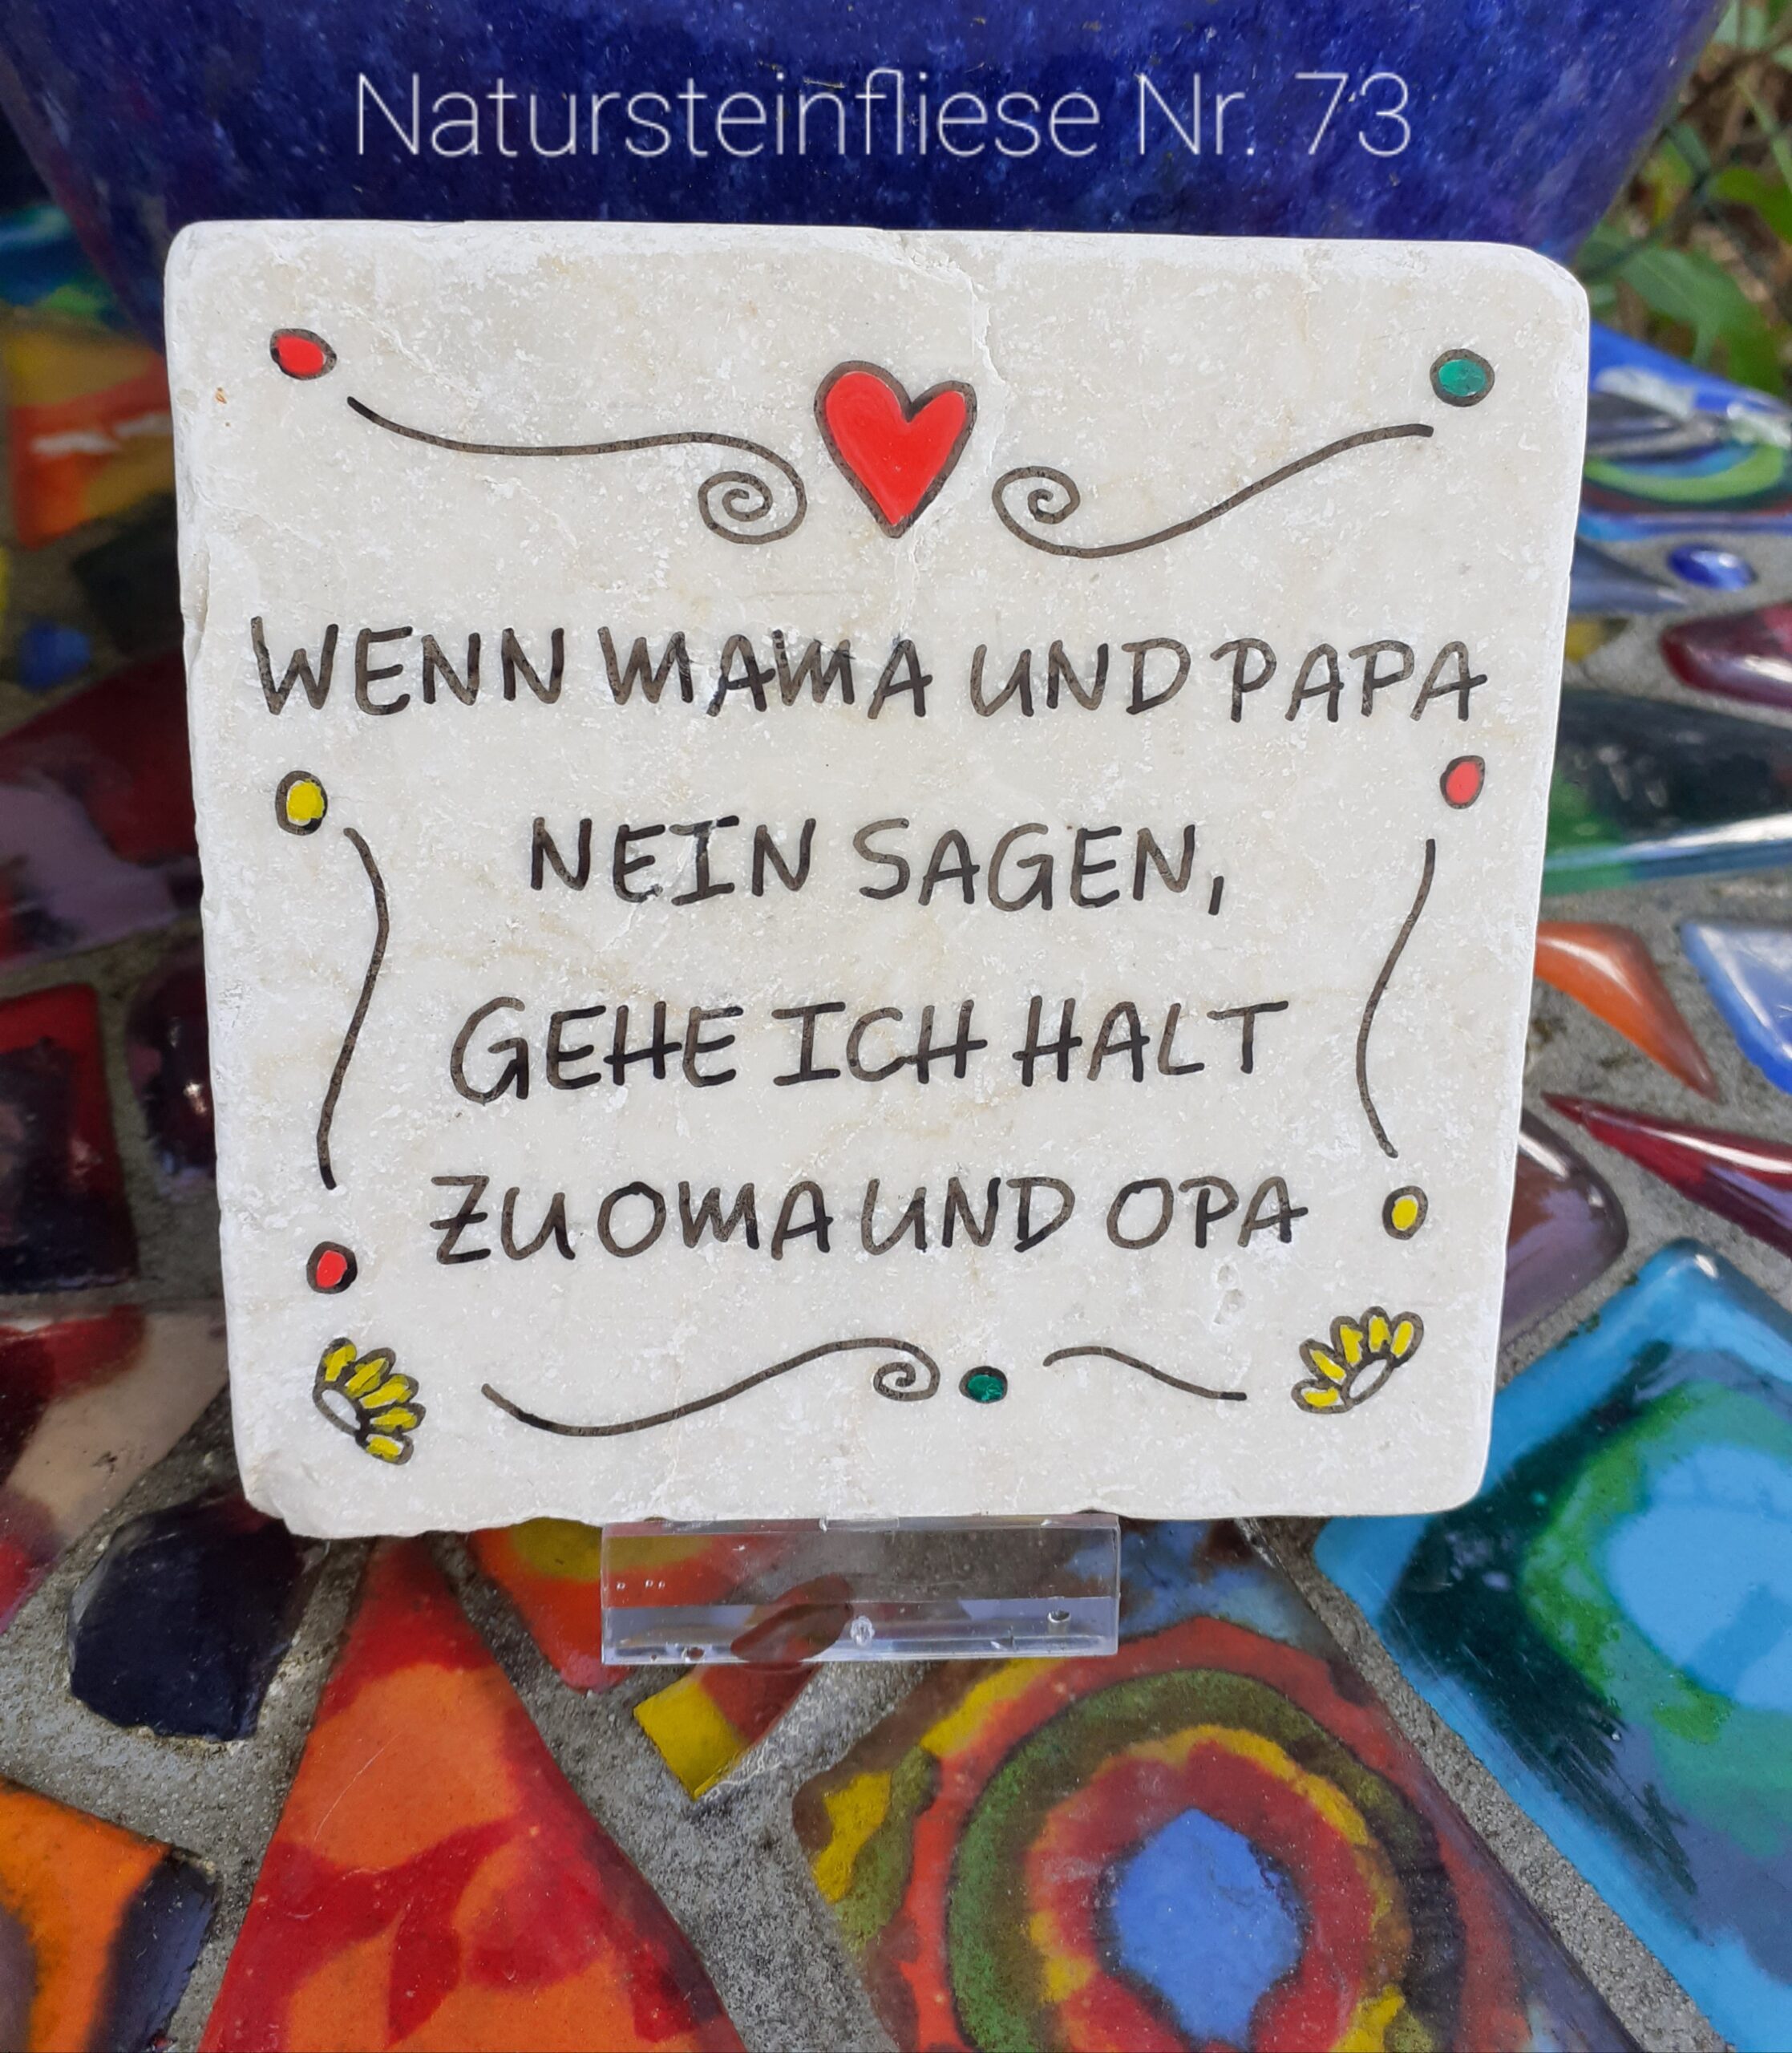 Natursteinfliese Nr. 73
WENN MAMA UND PAPA
NEIN SAGEN,
GEHE ICH HALT
ZU OMA UND OPA